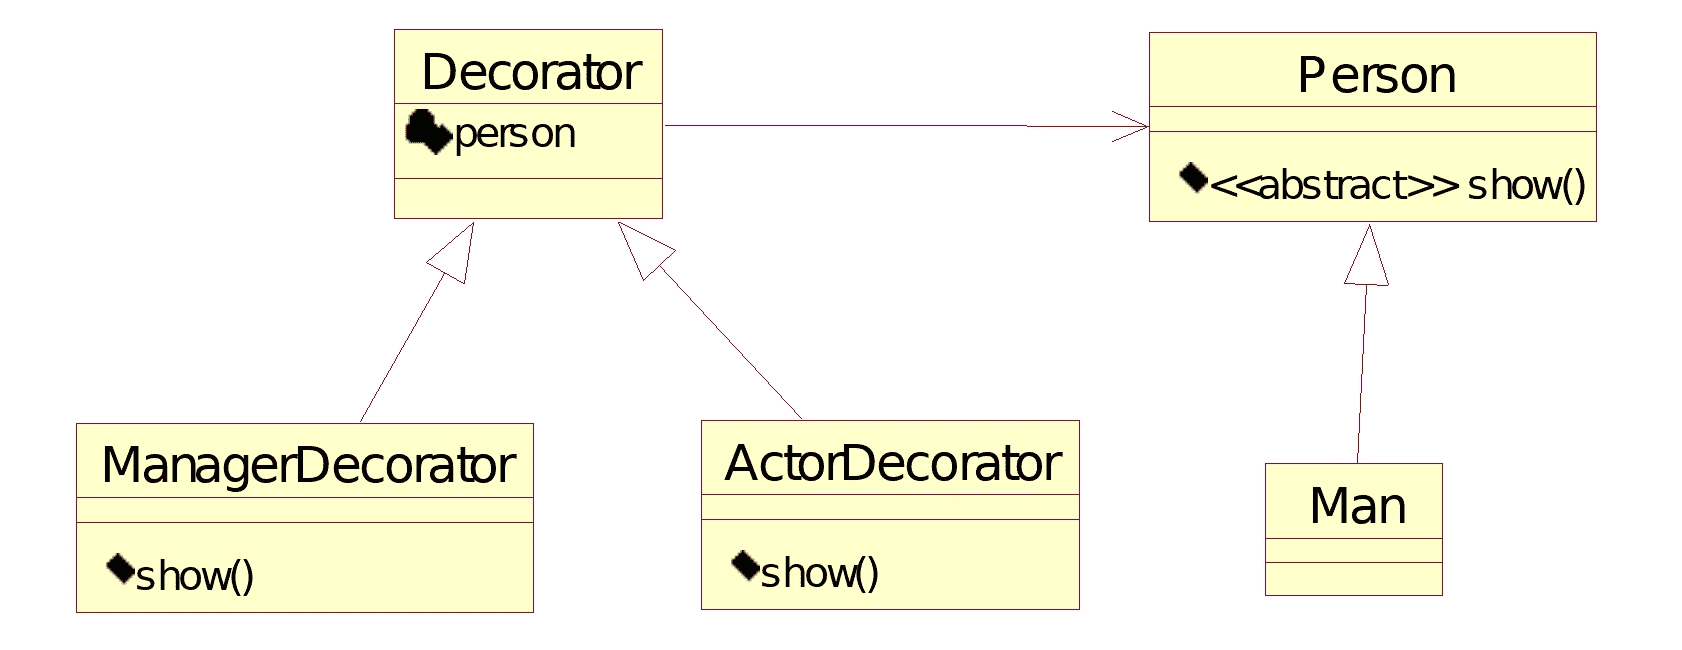 Decorator
person
Person
<<abstract>> show()
ManagerDecorator
show()
ActorDecorator
show()
Man